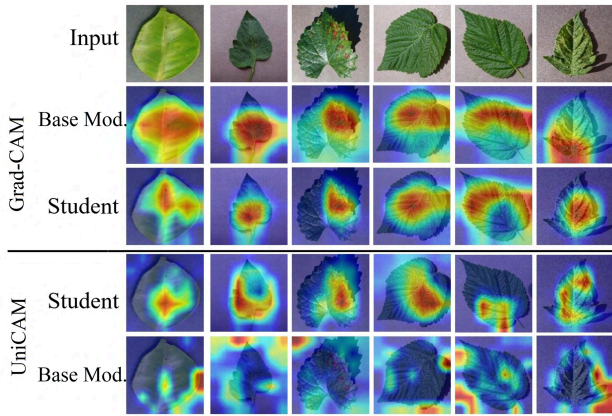 Input
Grad-CAM
Base Mod.
Student
UniCAM
Student
Base Mod.